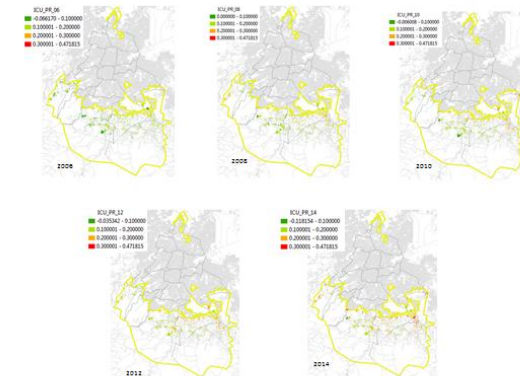 ICU_PR_06
-0.066170 - 0.100000
0.100001 - 0.200000
0.200001 - 0.300000
0.300001 - 0.471815
2006
ICU_PR_08
0.000000 - 0.100000
0.100001 - 0.200000
0.200001 - 0.300000
0.300001 - 0.471815
2008
ICU_PR_10
-0.066008 - 0.100000
0.100001 - 0.200000
0.200001 - 0.300000
0.300001 - 0.471815
2010
ICU_PR_12
-0.035342 - 0.100000
0.100001 - 0.200000
0.200001 - 0.300000
0.300001 - 0.471815
2012
ICU_PR_14
-0.118154 - 0.100000
0.100001 - 0.200000
0.200001 - 0.300000
0.300001 - 0.471815
2014